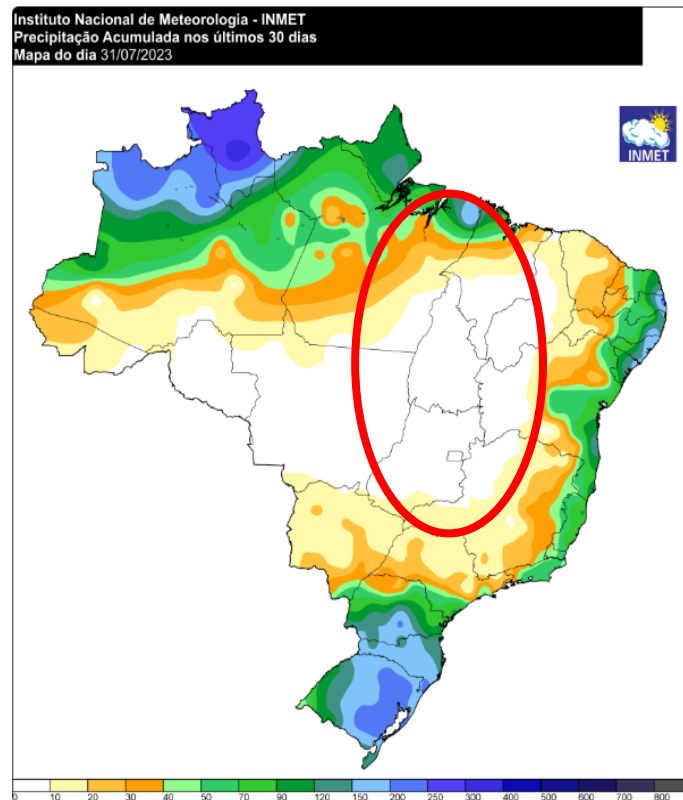 Instituto Nacional de Meteorologia - INMET
Precipitação Acumulada nos últimos 30 dias
Mapa do dia 31/07/2023
INMET
0 10 20 30 40 50 70 90 120 150 200 250 300 400 500 600 700 800